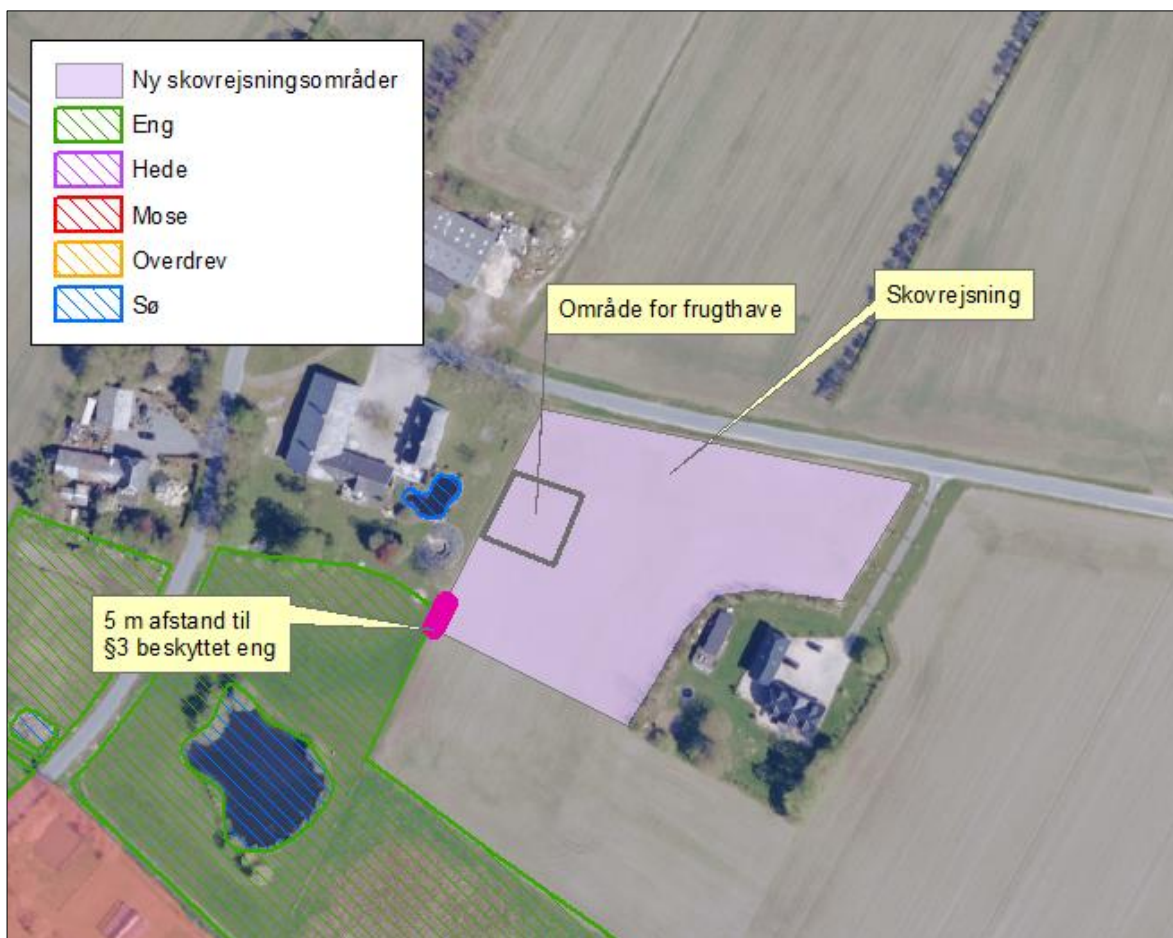 Ny skovrejsningsområder
Eng
Hede
Mose
Overdrev
Sø
Område for frugthave
Skovrejsning
5 m afstand til
§3 beskyttet eng